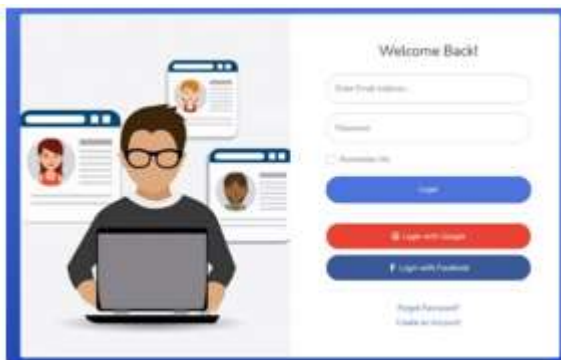 Welcome Back!
Enter Email Address...
Password
Remember Me
Login
Login with Google
Login with Facebook
Forgot Password?
Create an Account!